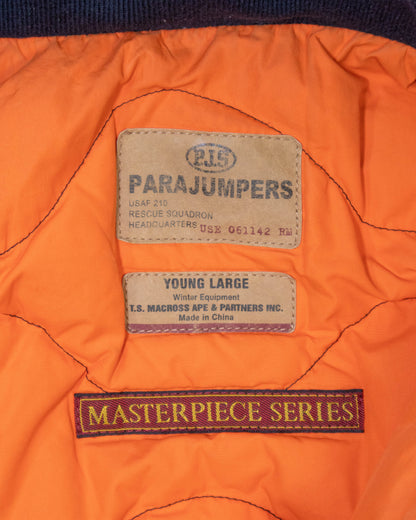 P.J.S
PARAJUMPERS
USAF 210
RESCUE SQUADRON
HEADQUARTERS USE 061142 RM
YOUNG LARGE
Winter Equipment
T.S. MACROSS APE & PARTNERS INC.
Made in China
MASTERPIECE SERIES